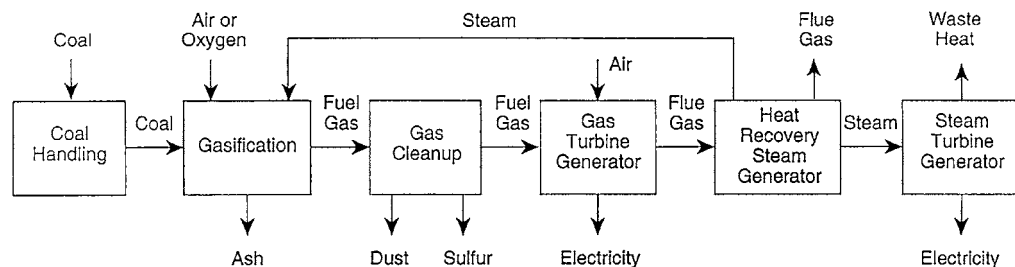 Coal
Air or
Oxygen
Steam
Air
Flue
Gas
Waste
Heat
Coal
Handling
Coal
Gasification
Fuel
Gas
Gas
Cleanup
Fuel
Gas
Gas
Turbine
Generator
Flue
Gas
Heat
Recovery
Steam
Generator
Steam
Steam
Turbine
Generator
Ash
Dust
Sulfur
Electricity
Electricity